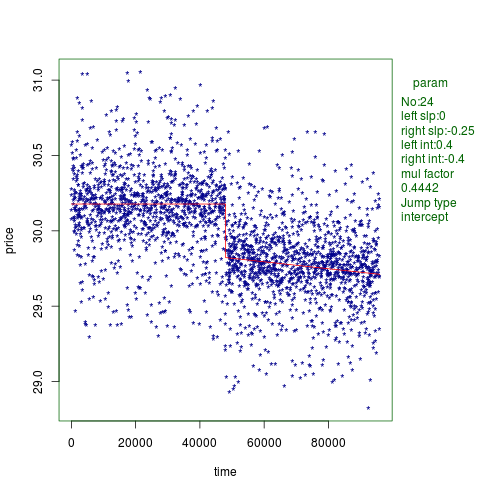 param
No:24
left slp:0
right slp:-0.25
left int:0.4
right int:-0.4
mul factor
0.4442
Jump type
intercept
price
31.0
30.5
30.0
29.5
29.0
0 20000 40000 60000 80000
time